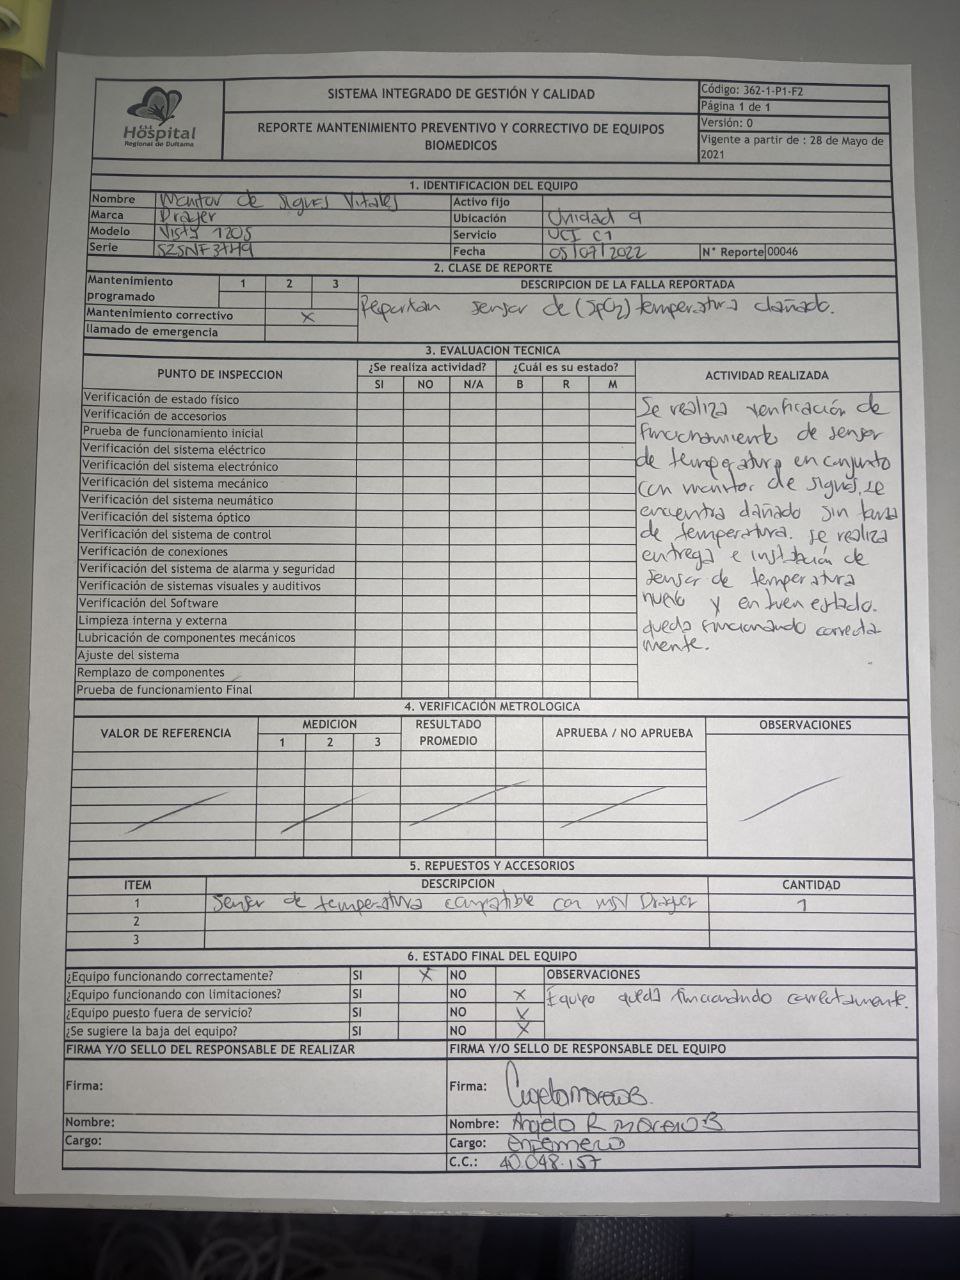 E.S.E. Hospital
Regional de Duitama
SISTEMA INTEGRADO DE GESTIÓN Y CALIDAD
REPORTE MANTENIMIENTO PREVENTIVO Y CORRECTIVO DE EQUIPOS
BIOMEDICOS
Código: 362-1-P1-F2
Página 1 de 1
Versión: 0
Vigente a partir de : 28 de Mayo de
2021
1. IDENTIFICACION DEL EQUIPO
Nombre Monitor de Signos Vitales Activo fijo
Marca Drager Ubicación Unidad 9
Modelo Vista 120S Servicio UCI C1
Serie Fecha 05/07/2022 N° Reporte 00046
2. CLASE DE REPORTE
Mantenimiento
programado 1 2 3 DESCRIPCION DE LA FALLA REPORTADA
Mantenimiento correctivo X Reportan sensor de (SpO2) temperatura dañado.
llamado de emergencia
3. EVALUACION TECNICA
PUNTO DE INSPECCION ¿Se realiza actividad? ¿Cuál es su estado? ACTIVIDAD REALIZADA
SI NO N/A B R M
Verificación de estado físico
Verificación de accesorios
Prueba de funcionamiento inicial
Verificación del sistema eléctrico
Verificación del sistema electrónico
Verificación del sistema mecánico
Verificación del sistema neumático
Verificación del sistema óptico
Verificación del sistema de control
Verificación de conexiones
Verificación del sistema de alarma y seguridad
Verificación de sistemas visuales y auditivos
Verificación del Software
Limpieza interna y externa
Lubricación de componentes mecánicos
Ajuste del sistema
Remplazo de componentes
Prueba de funcionamiento Final
Se realiza verificación de
funcionamiento de sensor
de temperatura en conjunto
con monitor de signos, se
encuentra dañado sin
de temperatura. se realiza
entrega e instalación de
sensor de temperatura
nuevo y en buen estado.
queda funcionando correcta
mente.
4. VERIFICACIÓN METROLOGICA
VALOR DE REFERENCIA MEDICION RESULTADO PROMEDIO APRUEBA / NO APRUEBA OBSERVACIONES
1 2 3
5. REPUESTOS Y ACCESORIOS
ITEM DESCRIPCION CANTIDAD
1 Sensor de temperatura compatible con MSV Drager 1
2
3
6. ESTADO FINAL DEL EQUIPO
¿Equipo funcionando correctamente? SI X NO OBSERVACIONES
¿Equipo funcionando con limitaciones? SI NO X Equipo queda funcionando correctamente.
¿Equipo puesto fuera de servicio? SI NO X
¿Se sugiere la baja del equipo? SI NO X
FIRMA Y/O SELLO DEL RESPONSABLE DE REALIZAR FIRMA Y/O SELLO DE RESPONSABLE DEL EQUIPO
Firma: Firma:
Nombre: Nombre: Angela R Moreno B
Cargo: Cargo: enfermera
C.C.: 40.048.157